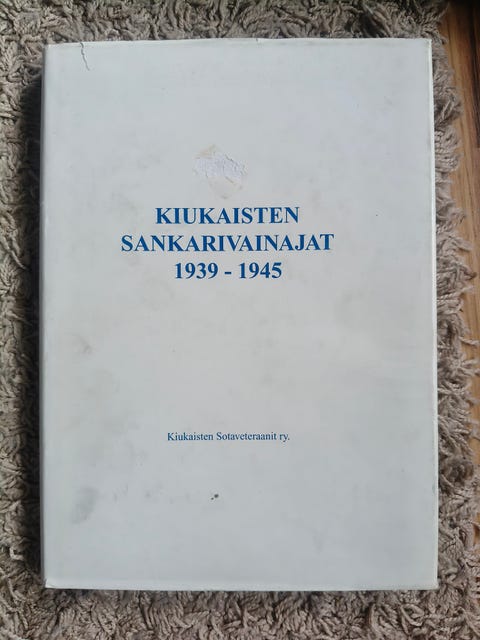 KIUKAISTEN
SANKARIVAINAJAT
1939 - 1945
Kiukaisten Sotaveteraanit ry.